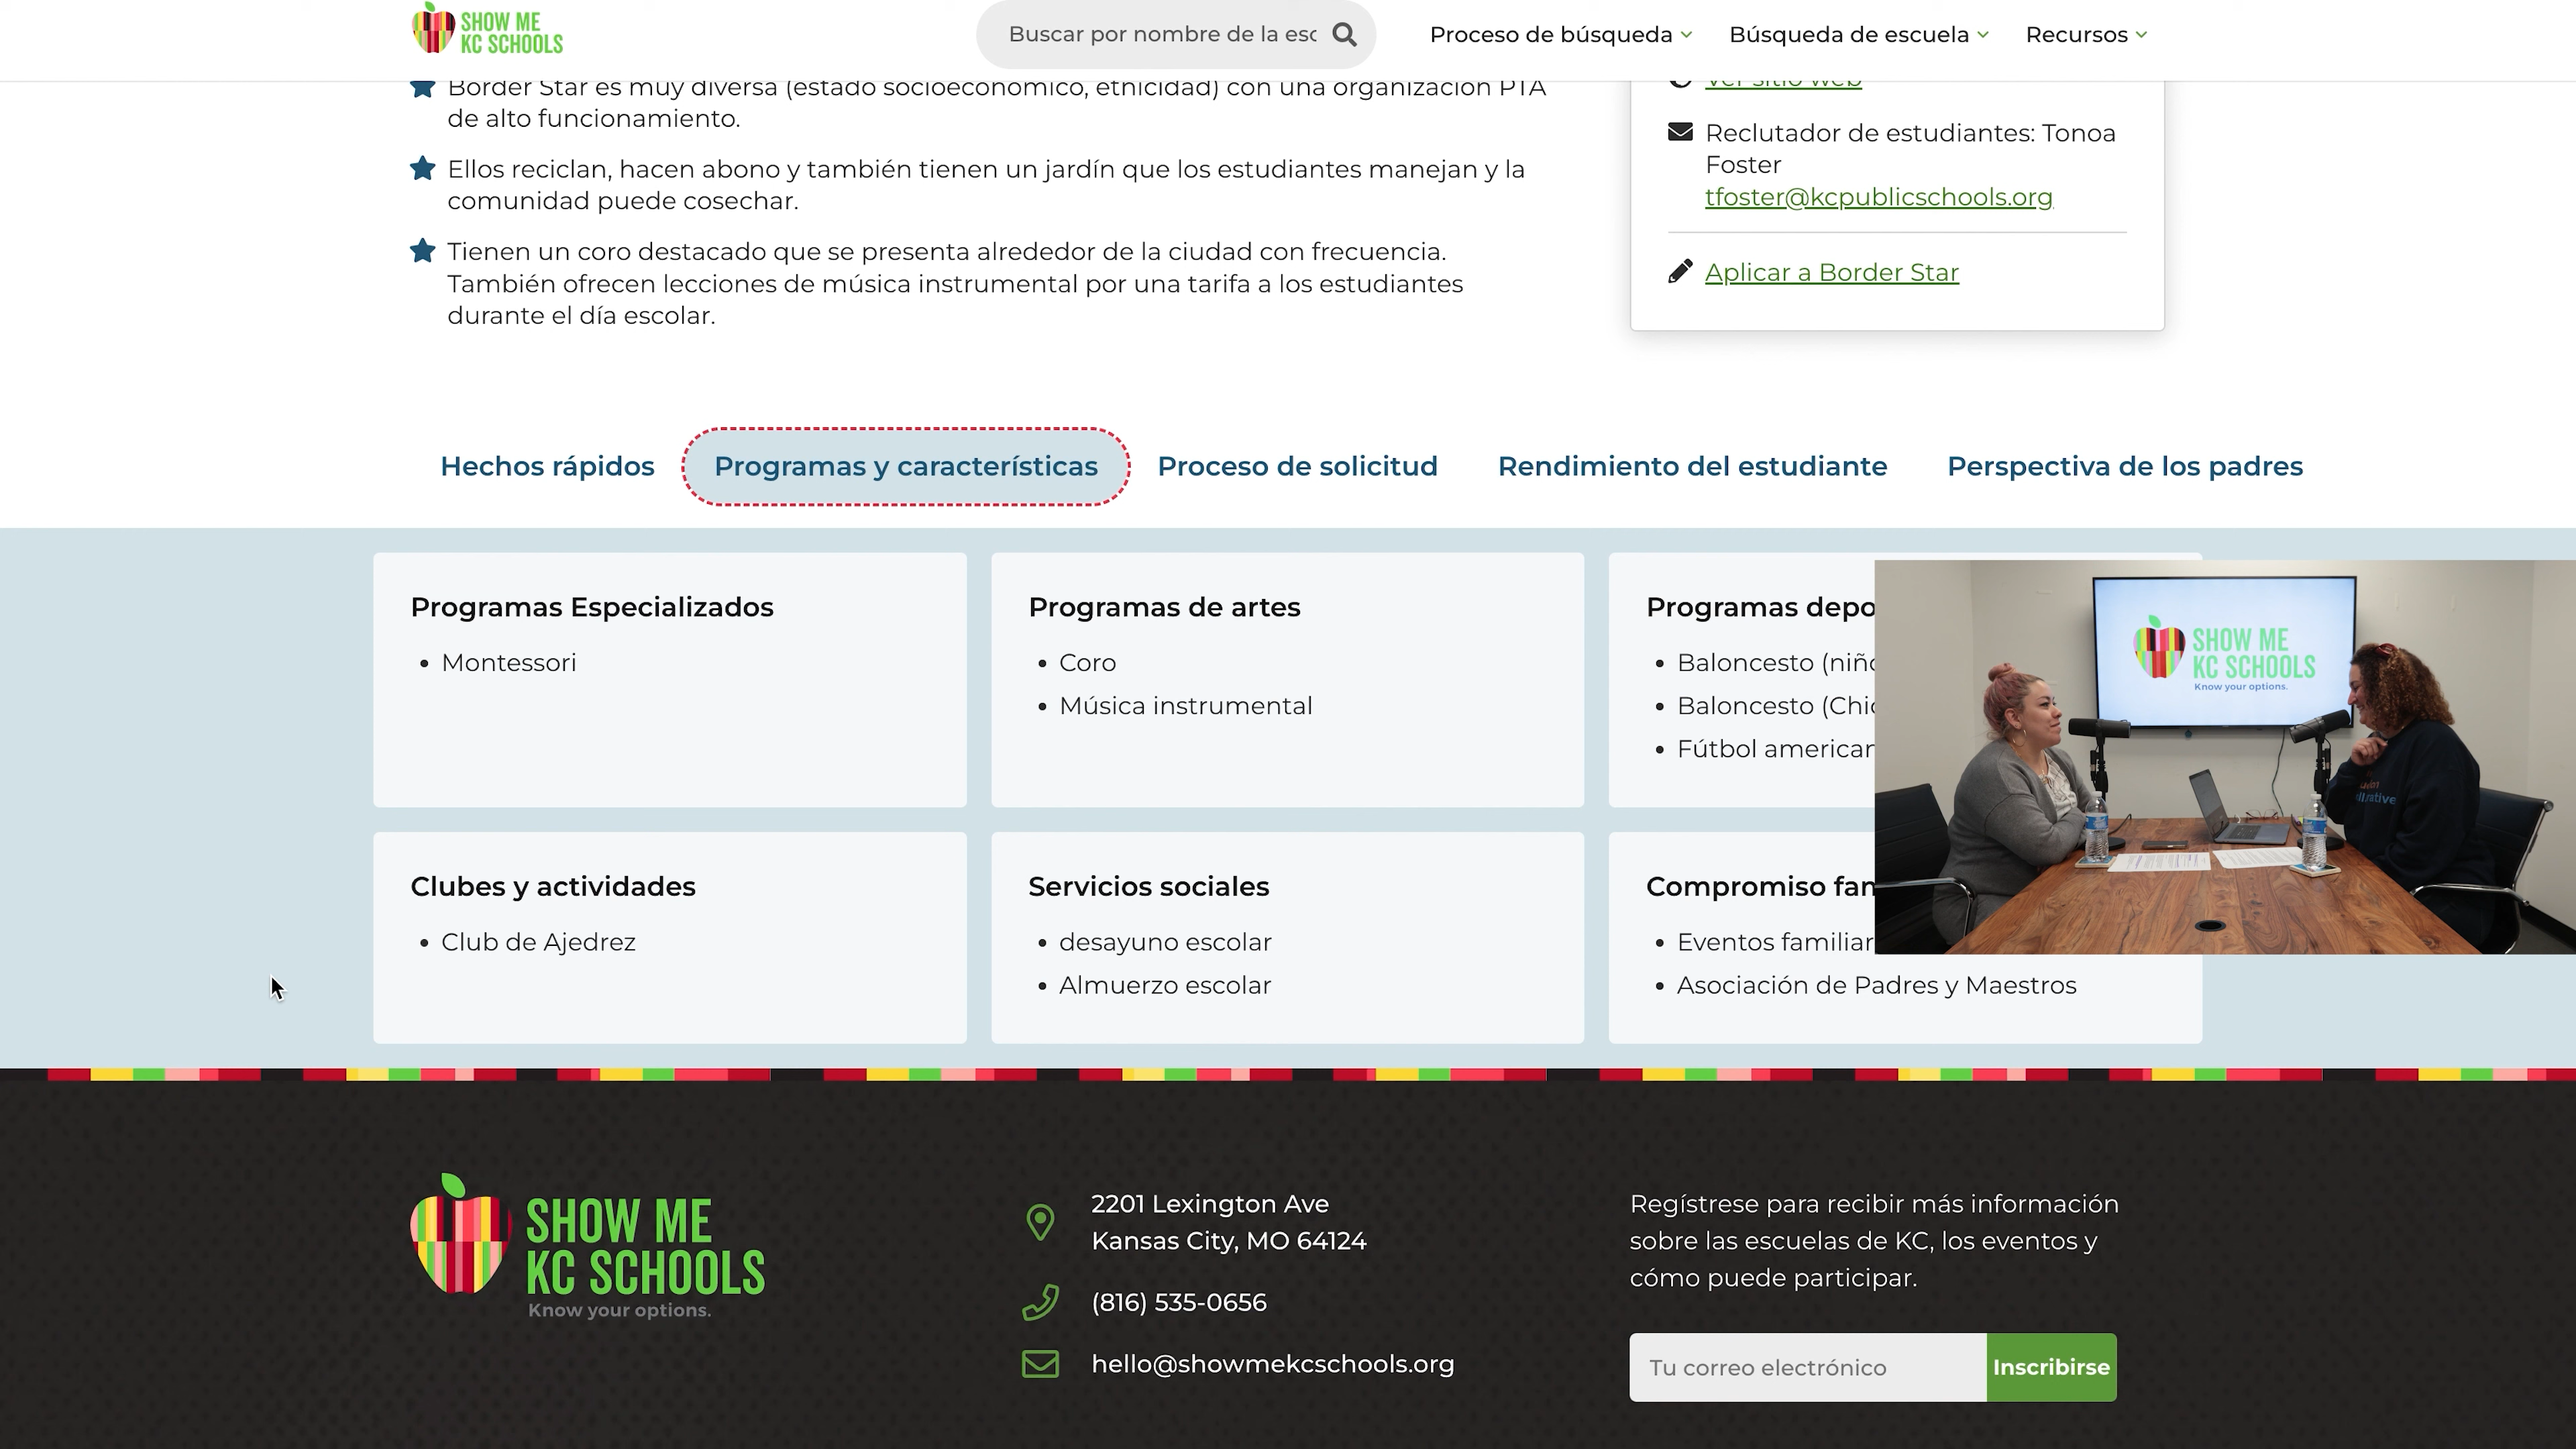 SHOW ME
KC SCHOOLS
Buscar por nombre de la esc
Proceso de búsqueda
Búsqueda de escuela
Recursos
Border Star es muy diversa (estado socioeconómico, etnicidad) con una organización PTA
de alto funcionamiento.
Ellos reciclan, hacen abono y también tienen un jardín que los estudiantes manejan y la
comunidad puede cosechar.
Tienen un coro destacado que se presenta alrededor de la ciudad con frecuencia.
También ofrecen lecciones de música instrumental por una tarifa a los estudiantes
durante el día escolar.
Ver sitio web
Reclutador de estudiantes: Tonoa
Foster
tfoster@kcpublicschools.org
Aplicar a Border Star
Hechos rápidos
Programas y características
Proceso de solicitud
Rendimiento del estudiante
Perspectiva de los padres
Programas Especializados
Montessori
Programas de artes
Coro
Música instrumental
Programas depo
Baloncesto (niño
Baloncesto (Chic
Fútbol american
SHOW ME
KC SCHOOLS
Know your options.
Clubes y actividades
Club de Ajedrez
Servicios sociales
desayuno escolar
Almuerzo escolar
Compromiso fam
Eventos familiar
Asociación de Padres y Maestros
SHOW ME
KC SCHOOLS
Know your options.
2201 Lexington Ave
Kansas City, MO 64124
(816) 535-0656
hello@showmekcschools.org
Regístrese para recibir más información
sobre las escuelas de KC, los eventos y
cómo puede participar.
Tu correo electrónico
Inscribirse